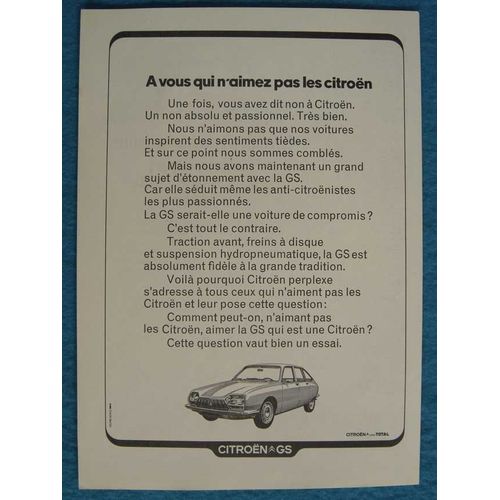 A vous qui n'aimez pas les citroën
Une fois, vous avez dit non à Citroën.
Un non absolu et passionnel. Très bien.
Nous n'aimons pas que nos voitures
inspirent des sentiments tièdes.
Et sur ce point nous sommes comblés.
Mais nous avons maintenant un grand
sujet d'étonnement avec la GS.
Car elle séduit même les anti-citroënistes
les plus passionnés.
La GS serait-elle une voiture de compromis?
C'est tout le contraire.
Traction avant, freins à disque
et suspension hydropneumatique, la GS est
absolument fidèle à la grande tradition.
Voilà pourquoi Citroën perplexe
s'adresse à tous ceux qui n'aiment pas les
Citroën et leur pose cette question:
Comment peut-on, n'aimant pas
les Citroën, aimer la GS qui est une Citroën?
Cette question vaut bien un essai.
CITROËN TOTAL
CITROËN GS